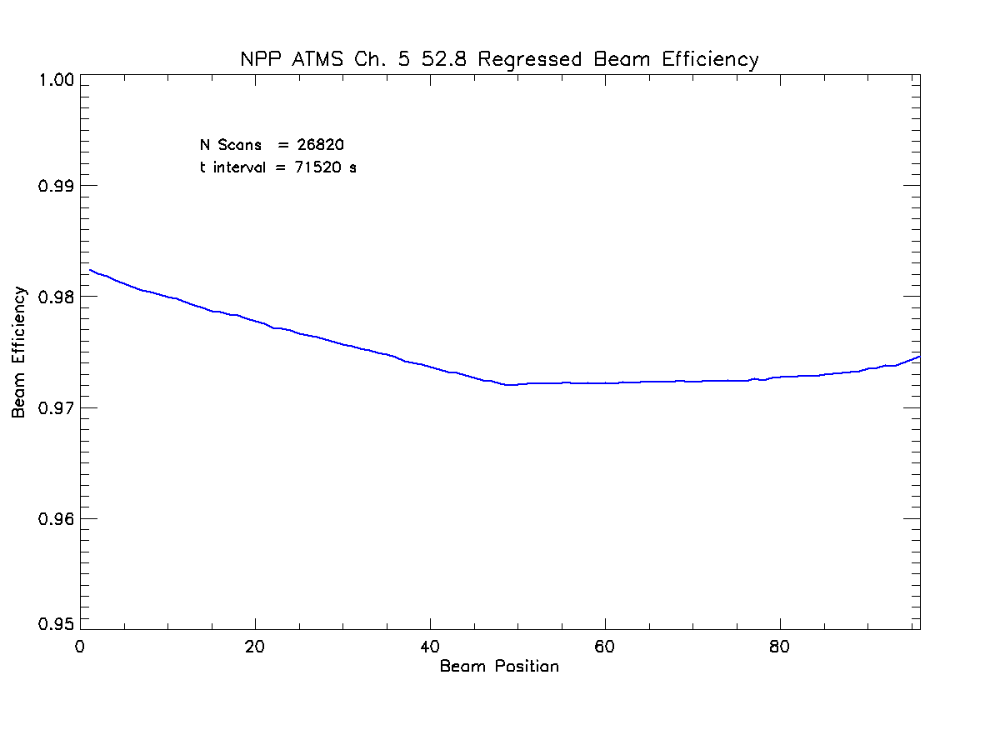 NPP ATMS Ch. 5 52.8 Regressed Beam Efficiency
1.00
N Scans = 26820
t interval = 71520 s
0.99
0.98
Beam Efficiency
0.97
0.96
0.95
0 20 40 60 80
Beam Position